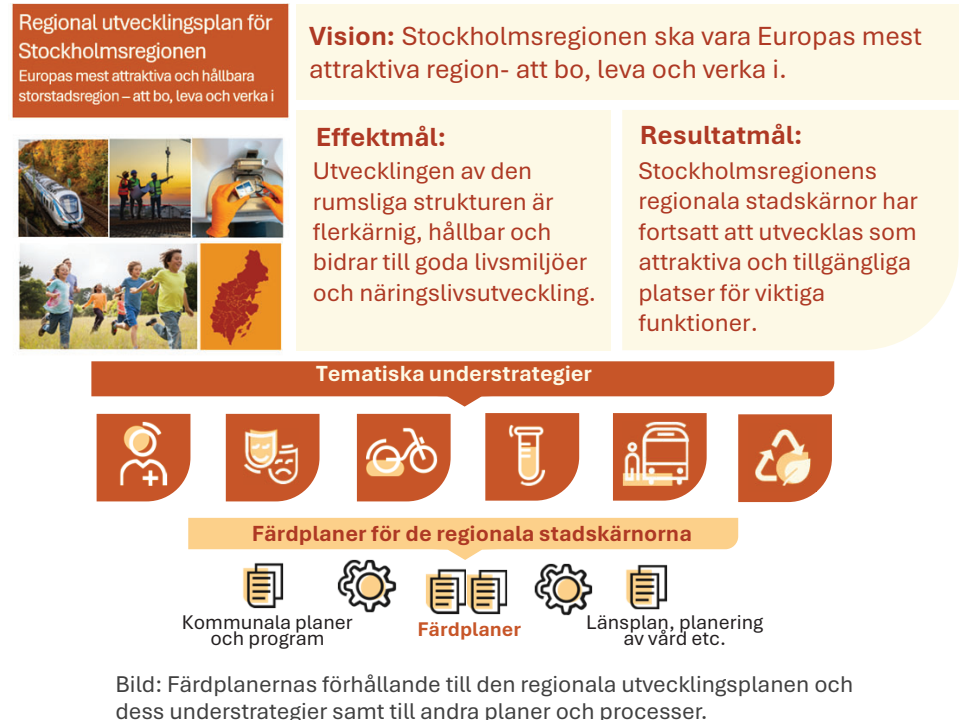 Regional utvecklingsplan för
Stockholmsregionen
Europas mest attraktiva och hållbara
storstadsregion – att bo, leva och verka i
Vision: Stockholmsregionen ska vara Europas mest
attraktiva region- att bo, leva och verka i.
Effektmål:
Utvecklingen av den
rumsliga strukturen är
flerkärnig, hållbar och
bidrar till goda livsmiljöer
och näringslivsutveckling.
Resultatmål:
Stockholmsregionens
regionala stadskärnor har
fortsatt att utvecklas som
attraktiva och tillgängliga
platser för viktiga
funktioner.
Tematiska understrategier
Färdplaner för de regionala stadskärnorna
Kommunala planer
och program
Färdplaner
Länsplan, planering
av vård etc.
Bild: Färdplanernas förhållande till den regionala utvecklingsplanen och
dess understrategier samt till andra planer och processer.